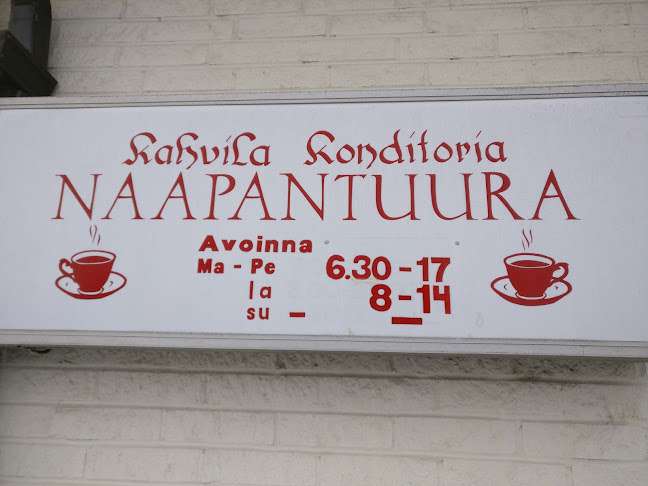 Kahvila Konditoria
NAAPANTUURA
Avoinna
Ma - Pe 6.30 - 17
la 8 - 14
su - -